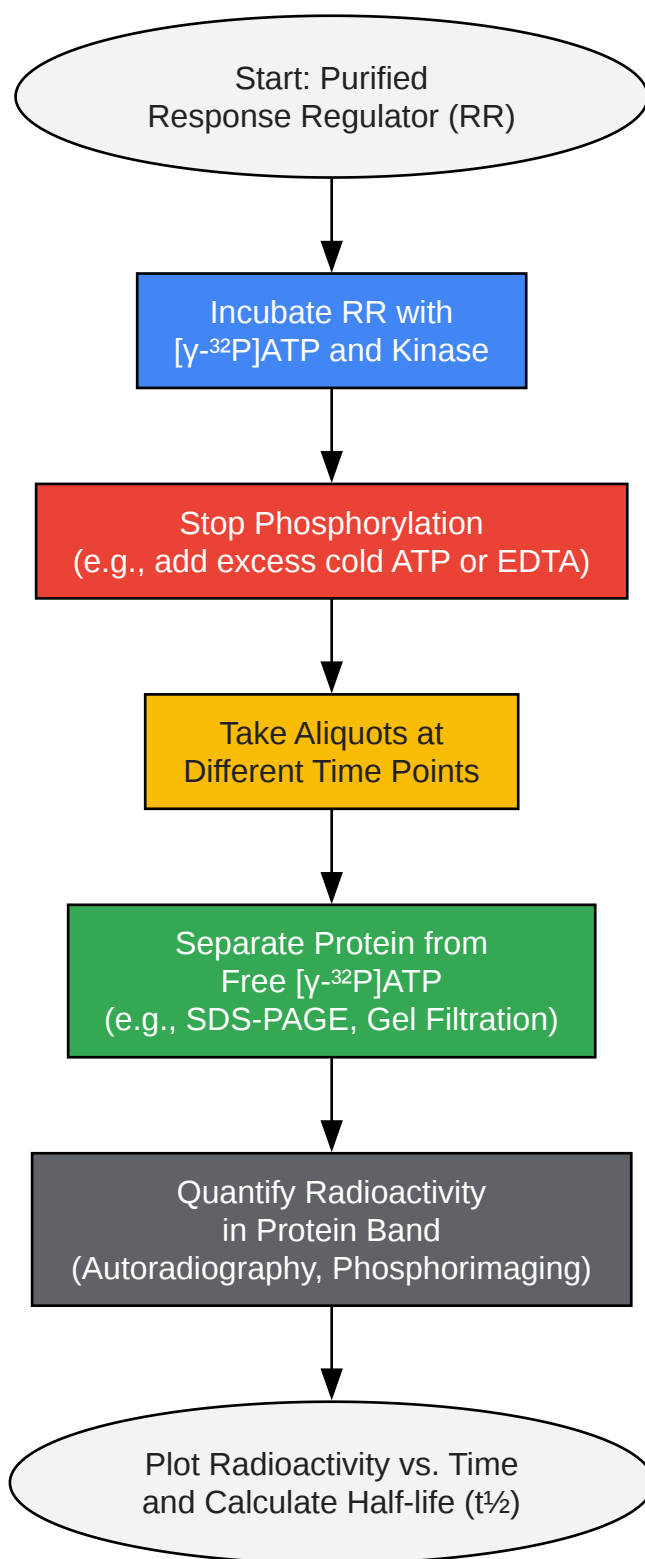 Start: Purified
Response Regulator (RR)
Incubate RR with
[γ-³²P]ATP and Kinase
Stop Phosphorylation
(e.g., add excess cold ATP or EDTA)
Take Aliquots at
Different Time Points
Separate Protein from
Free [γ-³²P]ATP
(e.g., SDS-PAGE, Gel Filtration)
Quantify Radioactivity
in Protein Band
(Autoradiography, Phosphorimaging)
Plot Radioactivity vs. Time
and Calculate Half-life (t½)